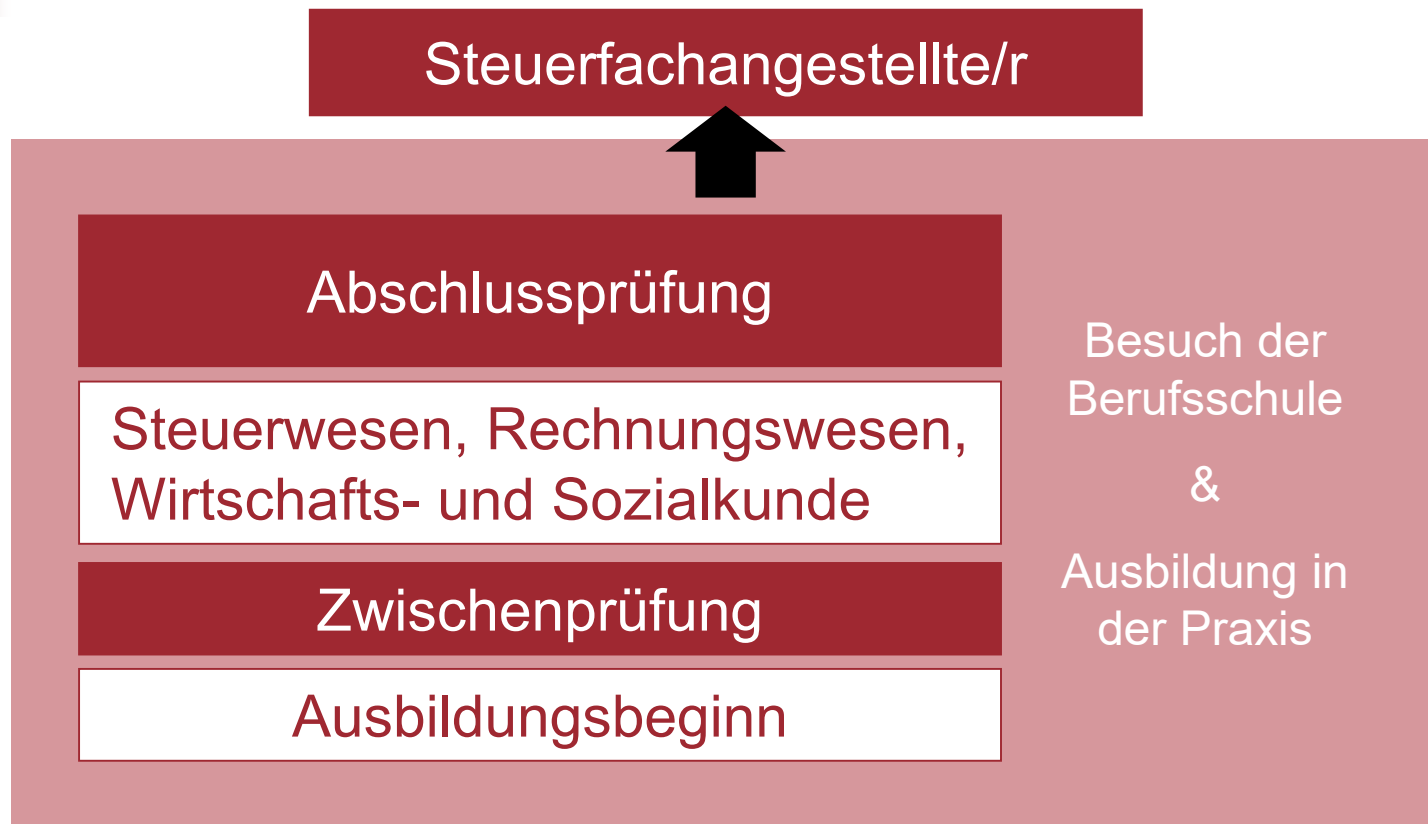 Steuerfachangestellte/r
Abschlussprüfung
Steuerwesen, Rechnungswesen,
Wirtschafts- und Sozialkunde
Zwischenprüfung
Ausbildungsbeginn
Besuch der
Berufsschule
&
Ausbildung in
der Praxis